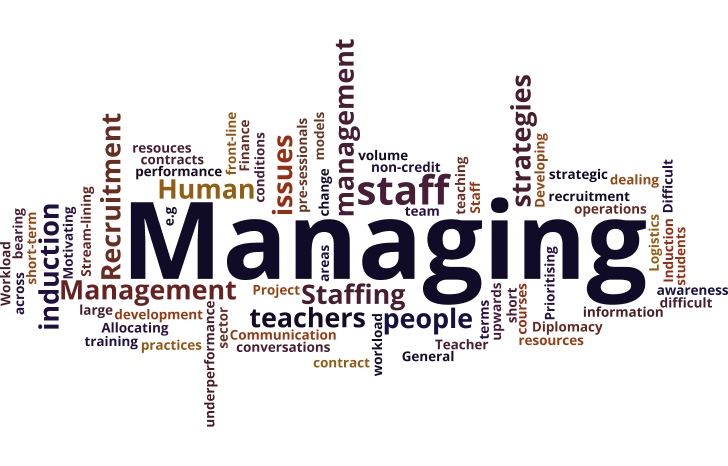 management
strategies
Recruitment
front-line
Finance
conditions
issues
pre-sessionals
models
change
resouces
contracts
performance
Human
e.g
volume
non-credit
staff
team
teaching
Staff
Developing
strategic
dealing
recruitment
operations
Difficult
Managing
Workload
bearing
across
short-term
induction
Motivating
Stream-lining
areas
Prioritising
Logistics
Induction
students
Management
Project
Staffing
awareness
difficult
large
development
Allocating
training
practices
underperformance
sector
teachers
people
Communication
conversations
contract
workload
General
Teacher
terms
upwards
short
courses
information
Diplomacy
resources